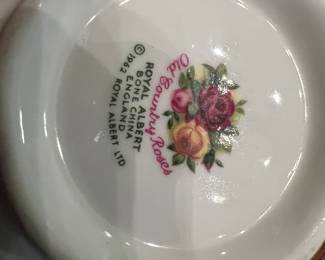 Old Country Roses
ROYAL ALBERT
BONE CHINA
ENGLAND
© 1962 ROYAL ALBERT LTD